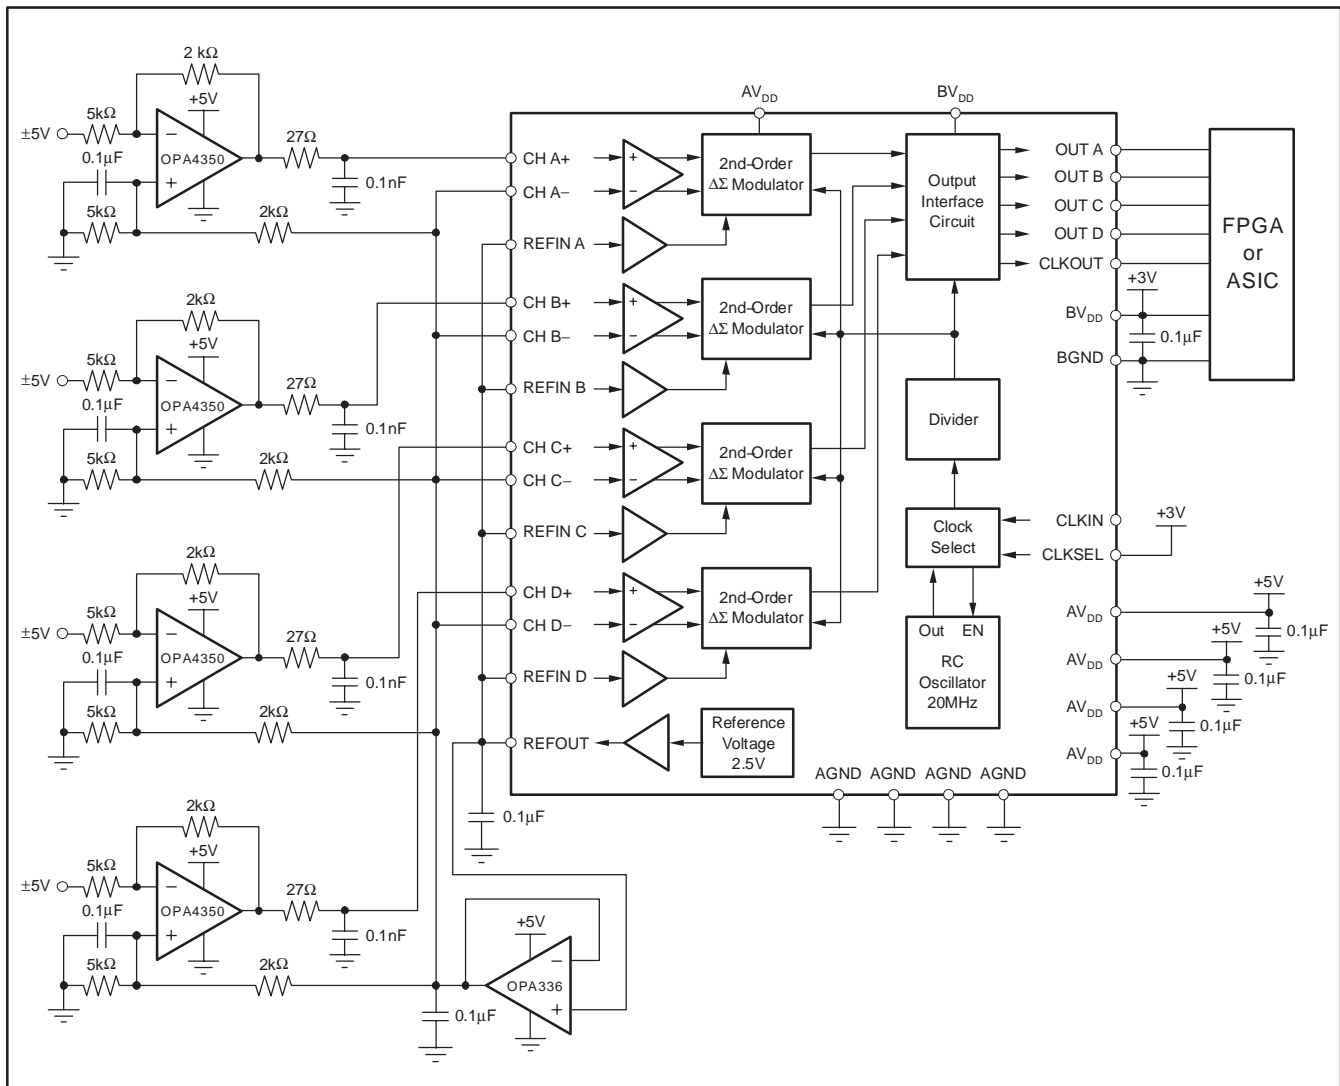 2 kΩ
+5V
5kΩ
±5V
0.1µF
−
OPA4350
+
27Ω
0.1nF
5kΩ
2kΩ
2kΩ
+5V
5kΩ
±5V
0.1µF
−
OPA4350
+
27Ω
0.1nF
5kΩ
2kΩ
2kΩ
+5V
5kΩ
±5V
0.1µF
−
OPA4350
+
27Ω
0.1nF
5kΩ
2kΩ
2kΩ
+5V
5kΩ
±5V
0.1µF
−
OPA4350
+
27Ω
0.1nF
5kΩ
2kΩ
0.1µF
+5V
−
OPA336
+
0.1µF
AVDD
BVDD
CH A+
+
CH A−
−
2nd-Order
ΔΣ Modulator
REFIN A
CH B+
+
CH B−
−
2nd-Order
ΔΣ Modulator
REFIN B
CH C+
+
CH C−
−
2nd-Order
ΔΣ Modulator
REFIN C
CH D+
+
CH D−
−
2nd-Order
ΔΣ Modulator
REFIN D
REFOUT
Reference
Voltage
2.5V
Output
Interface
Circuit
Divider
Clock
Select
Out EN
RC
Oscillator
20MHz
AGND AGND AGND AGND
OUT A
OUT B
OUT C
OUT D
CLKOUT
+3V
BVDD
0.1µF
BGND
FPGA
or
ASIC
CLKIN
+3V
CLKSEL
+5V
AVDD
0.1µF
+5V
AVDD
0.1µF
+5V
AVDD
0.1µF
+5V
AVDD
0.1µF